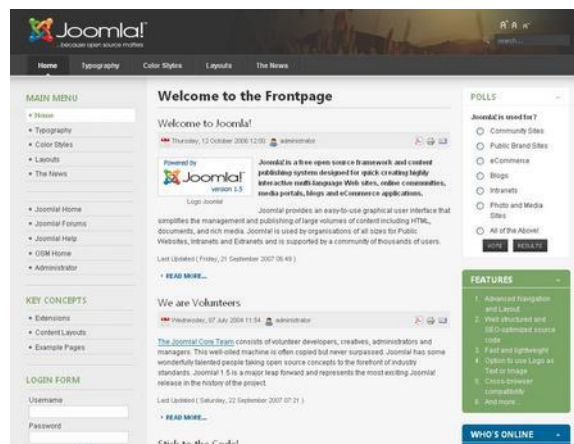 Joomla!
...because open source matters
A A A
search...
Home Typography Color Styles Layouts The News
MAIN MENU
Home
Typography
Color Styles
Layouts
The News
Joomla! Home
Joomla! Forums
Joomla! Help
OSM Home
Administrator
KEY CONCEPTS
Extensions
Content Layouts
Example Pages
LOGIN FORM
Username
Password
Welcome to the Frontpage
Welcome to Joomla!
Thursday, 12 October 2006 12:00 administrator
Powered by
Joomla!
version 1.5
Logo Joomla!
Joomla! is a free open source framework and content
publishing system designed for quick creating highly
interactive multi-language Web sites, online communities,
media portals, blogs and eCommerce applications.
Joomla! provides an easy-to-use graphical user interface that
simplifies the management and publishing of large volumes of content including HTML,
documents, and rich media. Joomla! is used by organisations of all sizes for Public
Websites, Intranets and Extranets and is supported by a community of thousands of users.
Last Updated ( Friday, 21 September 2007 05:49 )
READ MORE...
We are Volunteers
Wednesday, 07 July 2004 11:54 administrator
The Joomla! Core Team consists of volunteer developers, creatives, administrators and
managers. This well-oiled machine is often copied but never surpassed. Joomla! has some
wonderfully talented people taking open source concepts to the forefront of industry
standards. Joomla! 1.5 is a major leap forward and represents the most exciting Joomla!
release in the history of the project.
Last Updated ( Saturday, 22 September 2007 07:21 )
READ MORE...
Stick to the Code!
POLLS
Joomla! is used for?
Community Sites
Public Brand Sites
eCommerce
Blogs
Intranets
Photo and Media
Sites
All of the Above!
VOTE RESULTS
FEATURES
1. Advanced Navigation
and Layout
2. Well structured and
SEO-optimized source
code
3. Fast and lightweight
4. Option to use Logo as
Text or Image
5. Cross-browser
compatibility
6. And more...
WHO'S ONLINE